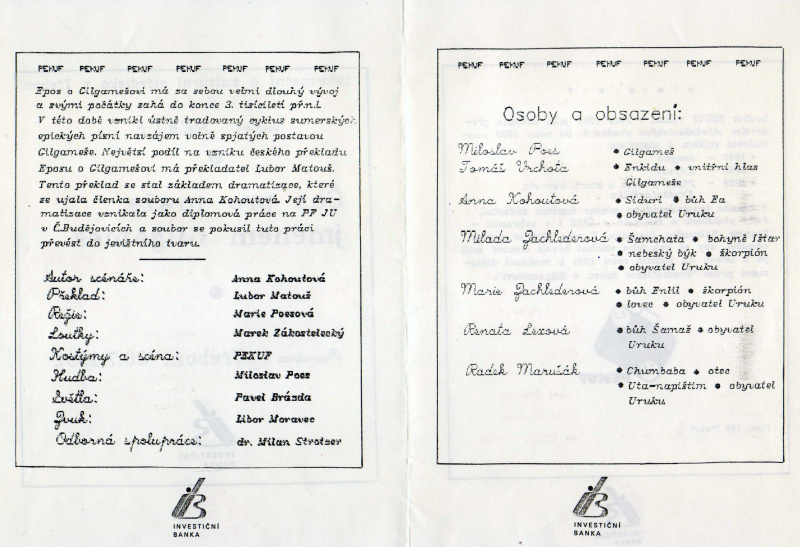 PEKUF PEKUF PEKUF PEKUF PEKUF PEKUF PEKUF
Epos o Gilgamešovi má za sebou velmi dlouhý vývoj
a svými počátky sahá do konce 3. tisíciletí př.n.l.
V této době vznikl ústně tradovaný cyklus sumerských
epických písní navzájem volně spjatých postavou
Gilgameše. Největší podíl na vzniku českého překladu
Eposu o Gilgamešovi má překladatel Lubor Matouš.
Tento překlad se stal základem dramatizace, které
se ujala členka souboru Anna Kohoutová. Její dra-
matizace vznikala jako diplomová práce na PF JU
v Č.Budějovicích a soubor se pokusil tuto práci
převést do jevištního tvaru.
Autor scénáře: Anna Kohoutová
Překlad: Lubor Matouš
Režie: Marie Poesová
Loutky: Marek Zákostelecký
Kostýmy a scéna: PEKUF
Hudba: Miloslav Poes
Světla: Pavel Brázda
Zvuk: Libor Moravec
Odborná spolupráce: dr. Milan Strotzer
INVESTIČNÍ
BANKA
PEKUF PEKUF PEKUF PEKUF PEKUF PEKUF PEKUF
Osoby a obsazení:
Miloslav Poes • Gilgameš
Tomáš Vrchota • Enkidu • vnitřní hlas
Gilgameše
Anna Kohoutová • Siduri • bůh Ea
• obyvatel Uruku
Milada Zachlederová • Šamchata • bohyně Ištar
• nebeský býk • škorpión
• obyvatel Uruku
Marie Zachlederová • bůh Enlil • škorpión
• lovec • obyvatel Uruku
Renata Lexová • bůh Šamaš • obyvatel
Uruku
Radek Marušák • Chumbaba • otec
• Uta-napištim • obyvatel
Uruku
INVESTIČNÍ
BANKA